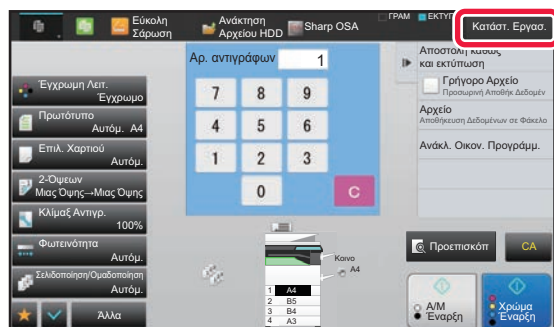 Εύκολη
Σάρωση
Ανάκτηση
Αρχείου HDD
Sharp OSA
ΓΡΑΜ
Κατάστ. Εργασ.
Αρ. αντιγράφων 1
7 8 9
4 5 6
1 2 3
0 C
Έγχρωμη Λειτ.
Έγχρωμο
Πρωτότυπο
Αυτόμ. A4
Επιλ. Χαρτιού
Αυτόμ.
2-Όψεων
Μιας Όψης→Μιας Όψης
Κλίμαξ Αντιγρ.
100%
Φωτεινότητα
Αυτόμ.
Σελιδοποίηση/Ομαδοποίηση
Αυτόμ.
Άλλα
Κοινο
A4
1 A4
2 B5
3 B4
4 A3
Αποστολή καθώς
και εκτύπωση
Γρήγορο Αρχείο
Προσωρινή Αποθήκ Δεδομέν
Αρχείο
Αποθήκευση Δεδομένων σε Φάκελο
Ανάκλ. Οικον. Προγράμμ.
Προεπισκόπ
CA
Α/Μ
Έναρξη
Χρώμα
Έναρξη